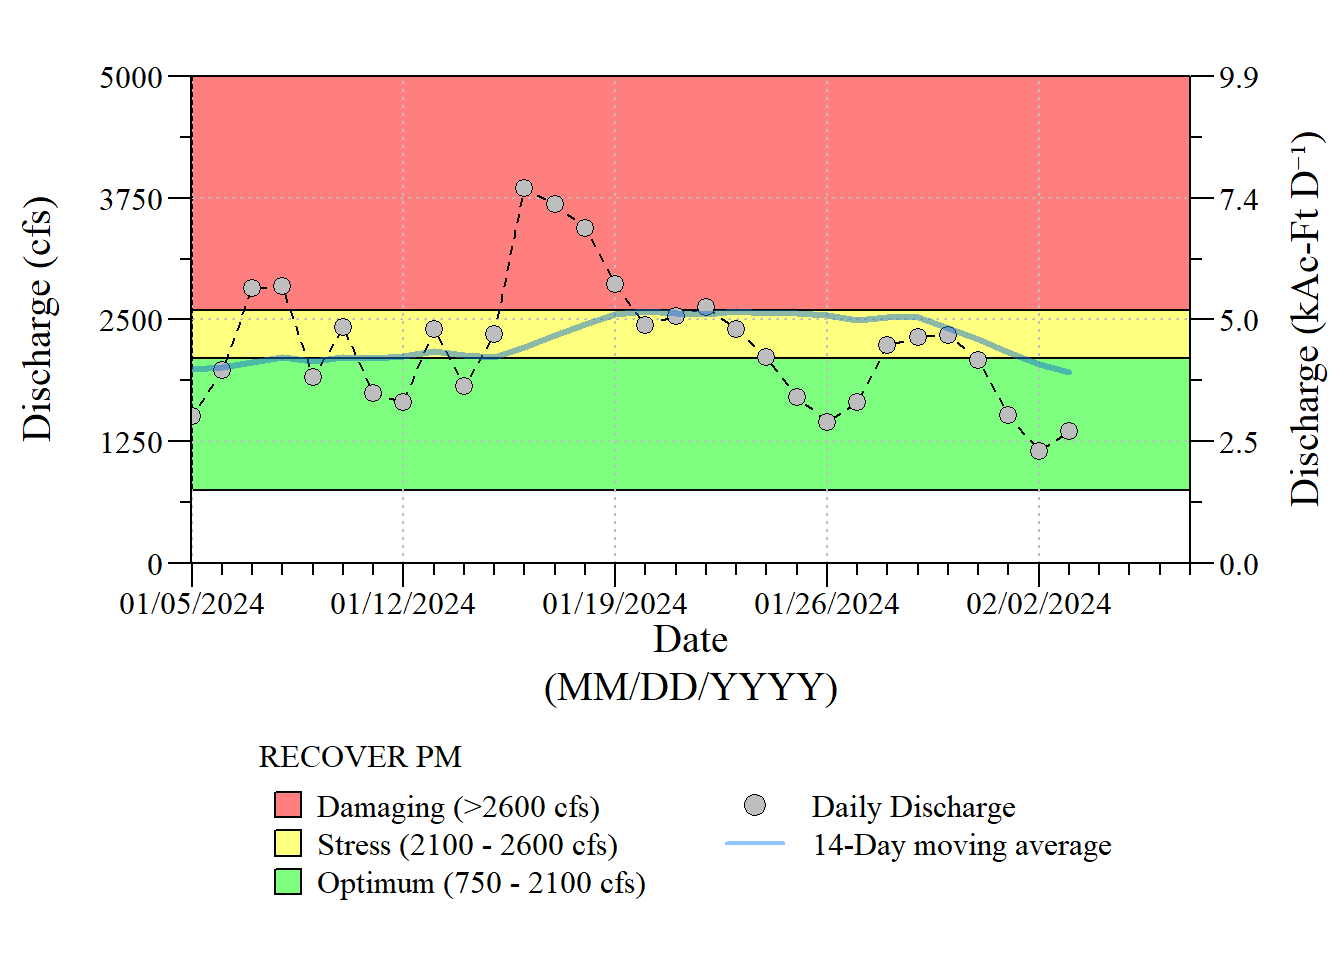 5000
3750
2500
1250
0
Discharge (cfs)
9.9
7.4
5.0
2.5
0.0
Discharge (kAc-Ft D⁻¹)
01/05/2024 01/12/2024 01/19/2024 01/26/2024 02/02/2024
Date
(MM/DD/YYYY)
RECOVER PM
Damaging (>2600 cfs)
Stress (2100 - 2600 cfs)
Optimum (750 - 2100 cfs)
Daily Discharge
14-Day moving average